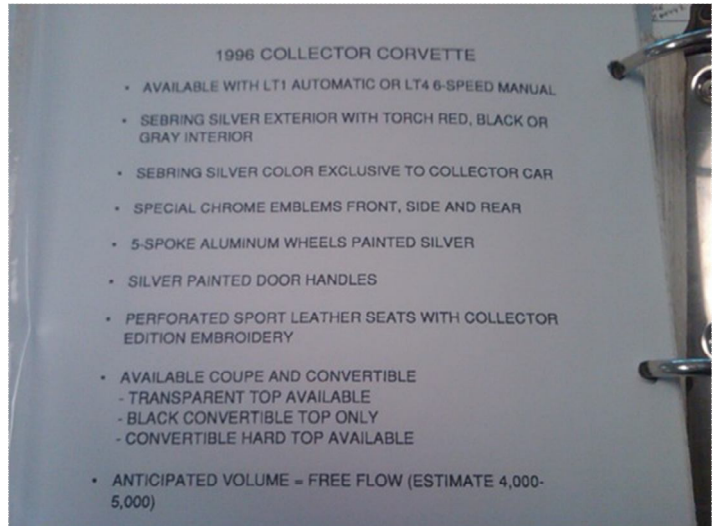 1996 COLLECTOR CORVETTE
• AVAILABLE WITH LT1 AUTOMATIC OR LT4 6-SPEED MANUAL
• SEBRING SILVER EXTERIOR WITH TORCH RED, BLACK OR
GRAY INTERIOR
• SEBRING SILVER COLOR EXCLUSIVE TO COLLECTOR CAR
• SPECIAL CHROME EMBLEMS FRONT, SIDE AND REAR
• 5-SPOKE ALUMINUM WHEELS PAINTED SILVER
• SILVER PAINTED DOOR HANDLES
• PERFORATED SPORT LEATHER SEATS WITH COLLECTOR
EDITION EMBROIDERY
• AVAILABLE COUPE AND CONVERTIBLE
- TRANSPARENT TOP AVAILABLE
- BLACK CONVERTIBLE TOP ONLY
- CONVERTIBLE HARD TOP AVAILABLE
• ANTICIPATED VOLUME = FREE FLOW (ESTIMATE 4,000-
5,000)